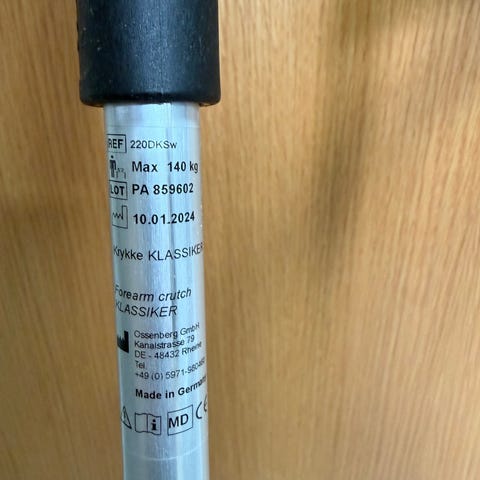 REF 220DKSw
Max 140 kg
LOT PA 859602
10.01.2024
Krykke KLASSIKER
Forearm crutch
KLASSIKER
Ossenberg GmbH
Kanalstrasse 79
DE - 48432 Rheine
Tel.
+49 (0) 5971-
Made in Germany
MD CE